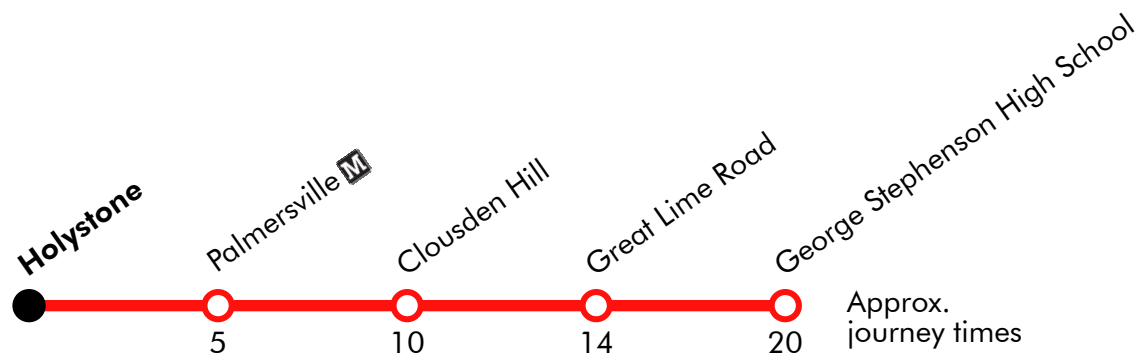 Holystone
Palmersville M
Clousden Hill
Great Lime Road
George Stephenson High School
5
10
14
20
Approx.
journey times